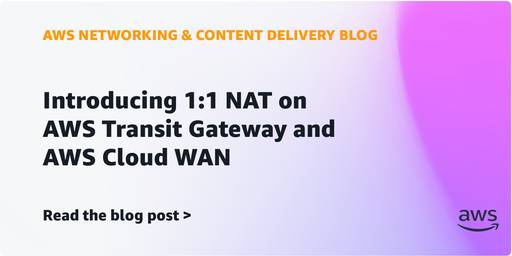 AWS NETWORKING & CONTENT DELIVERY BLOG
Introducing 1:1 NAT on
AWS Transit Gateway and
AWS Cloud WAN
Read the blog post >
aws